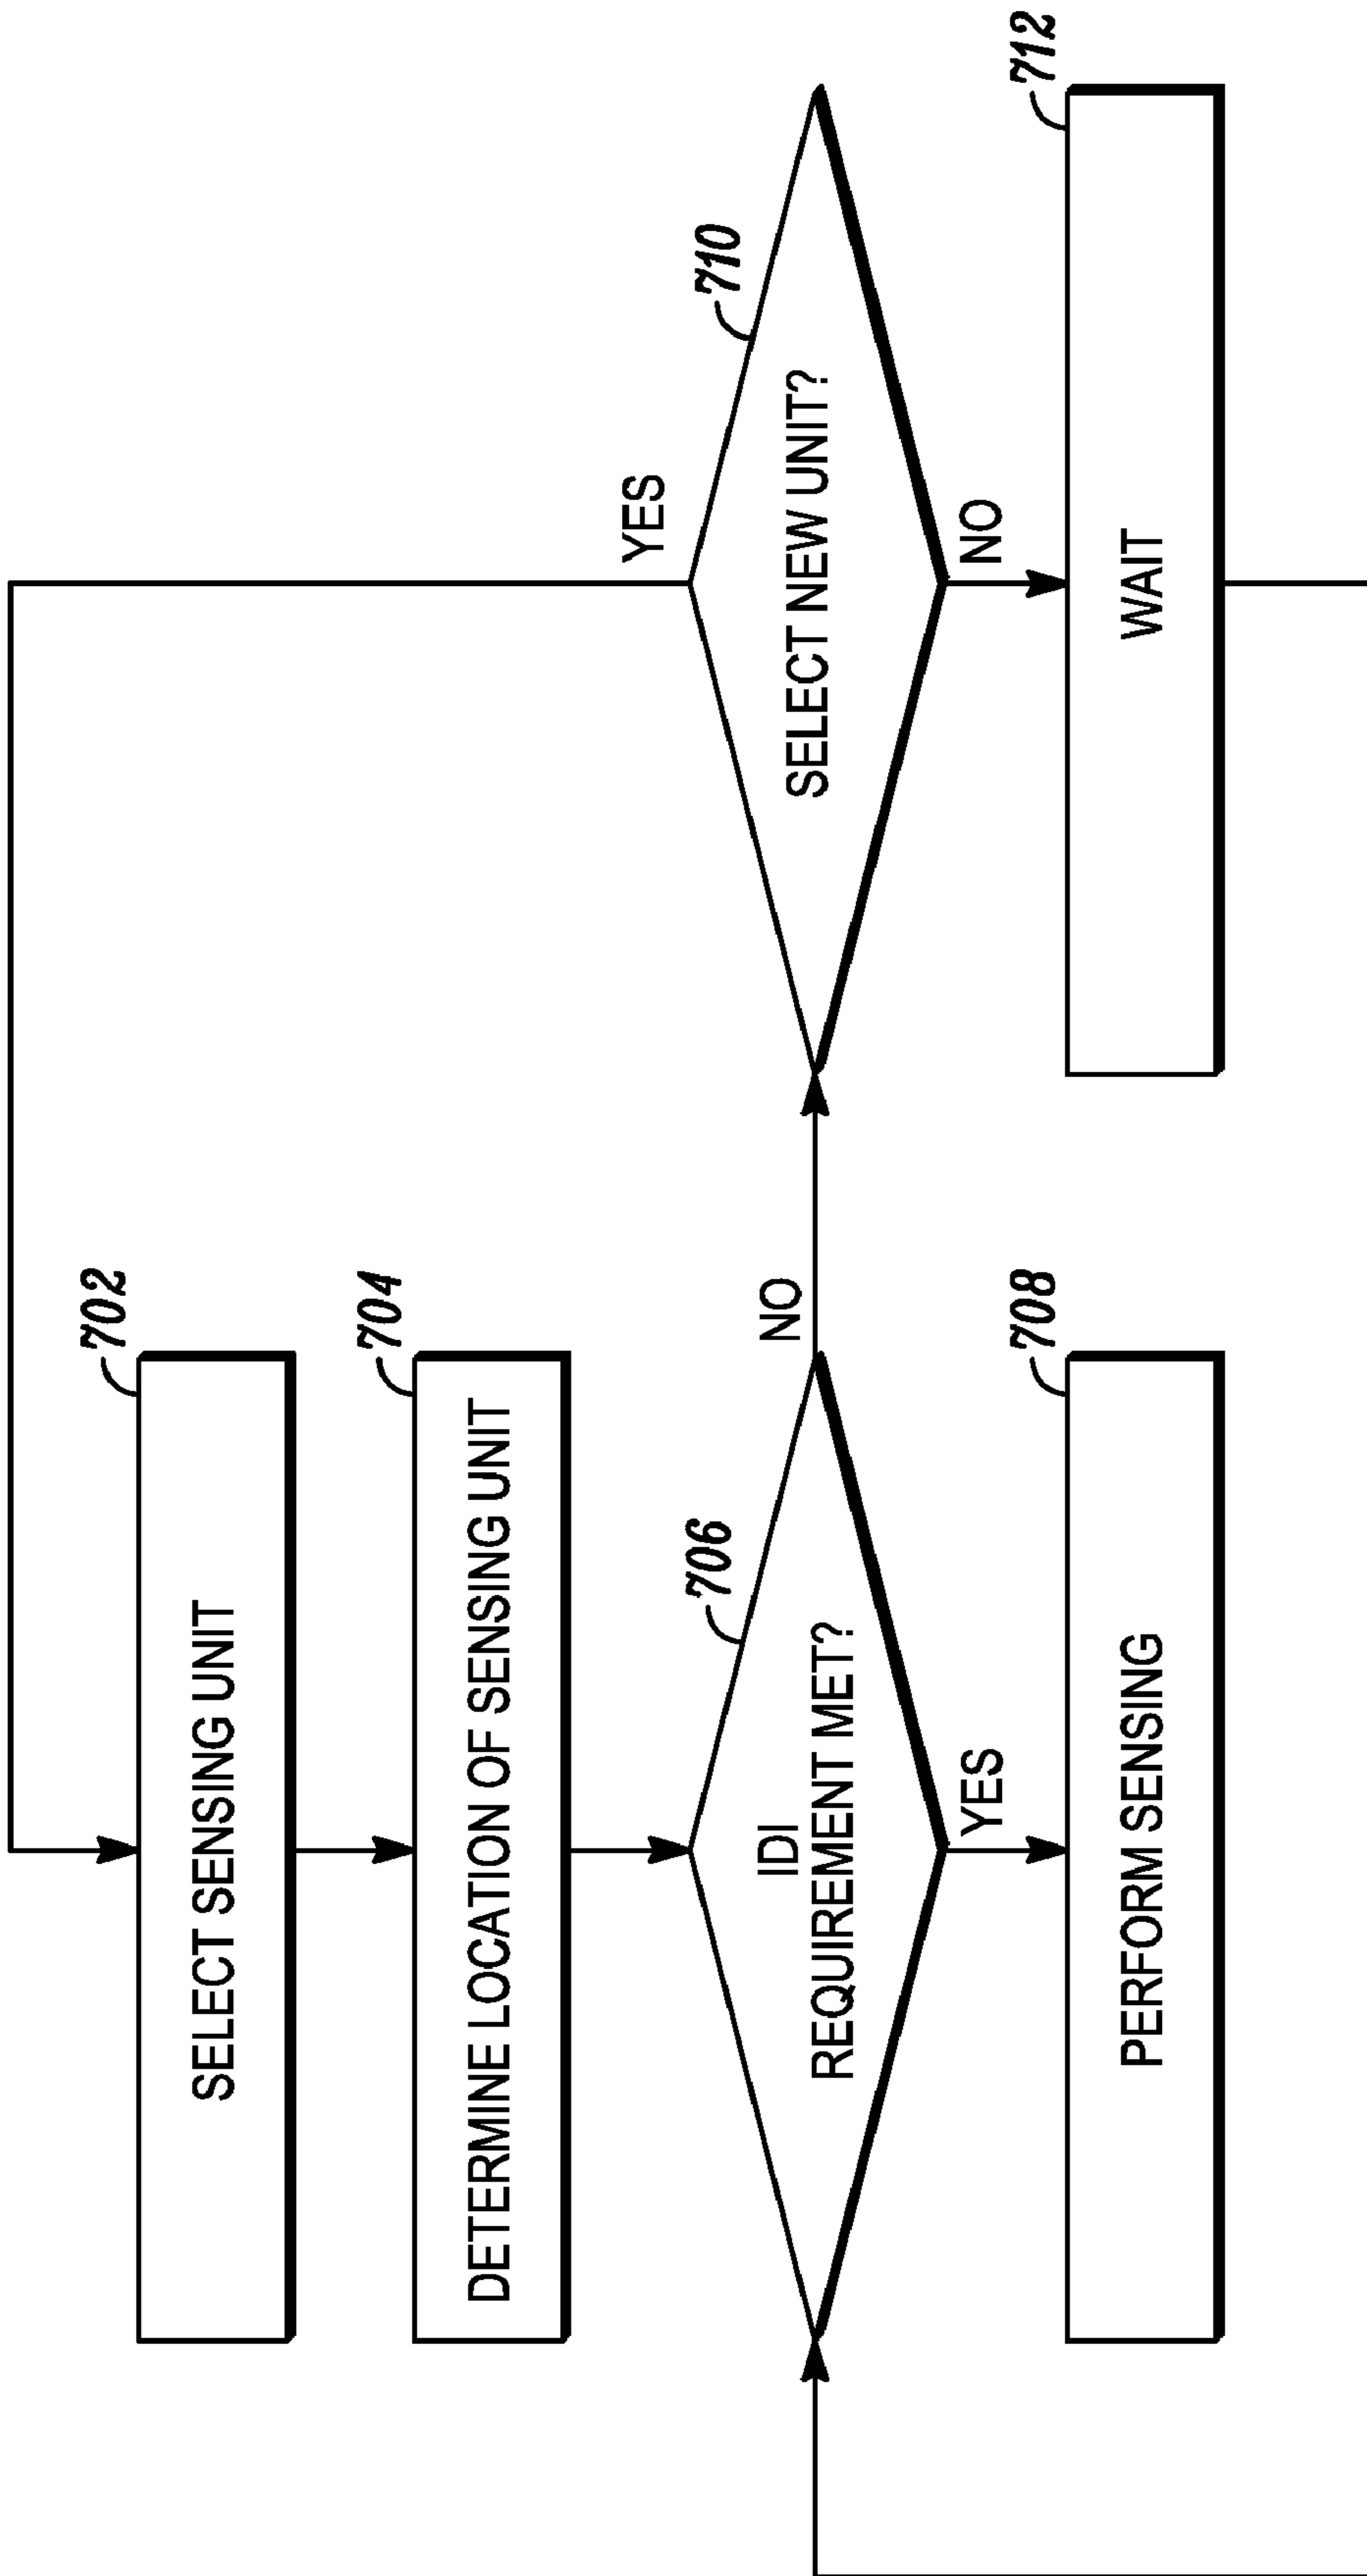 702
SELECT SENSING UNIT
704
DETERMINE LOCATION OF SENSING UNIT
706
IDI
REQUIREMENT MET?
NO
YES
708
PERFORM SENSING
710
SELECT NEW UNIT?
YES
NO
712
WAIT